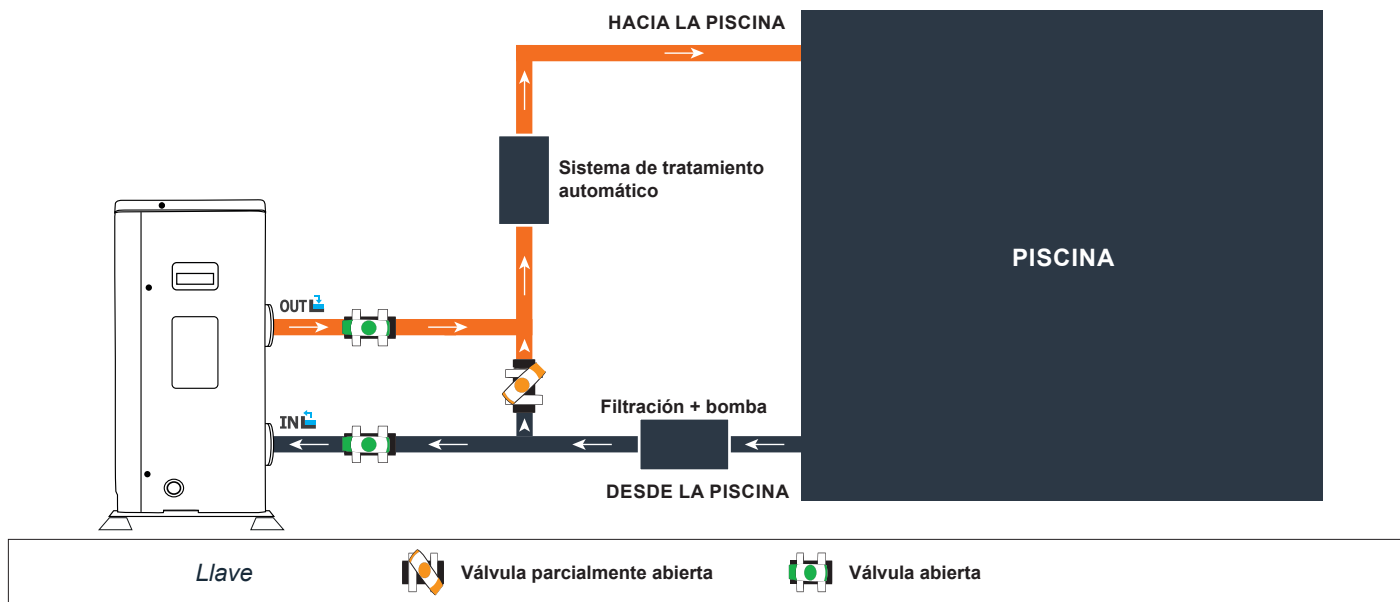 HACIA LA PISCINA
Sistema de tratamiento
automático
PISCINA
OUT
IN
Filtración + bomba
DESDE LA PISCINA
Llave
Válvula parcialmente abierta
Válvula abierta